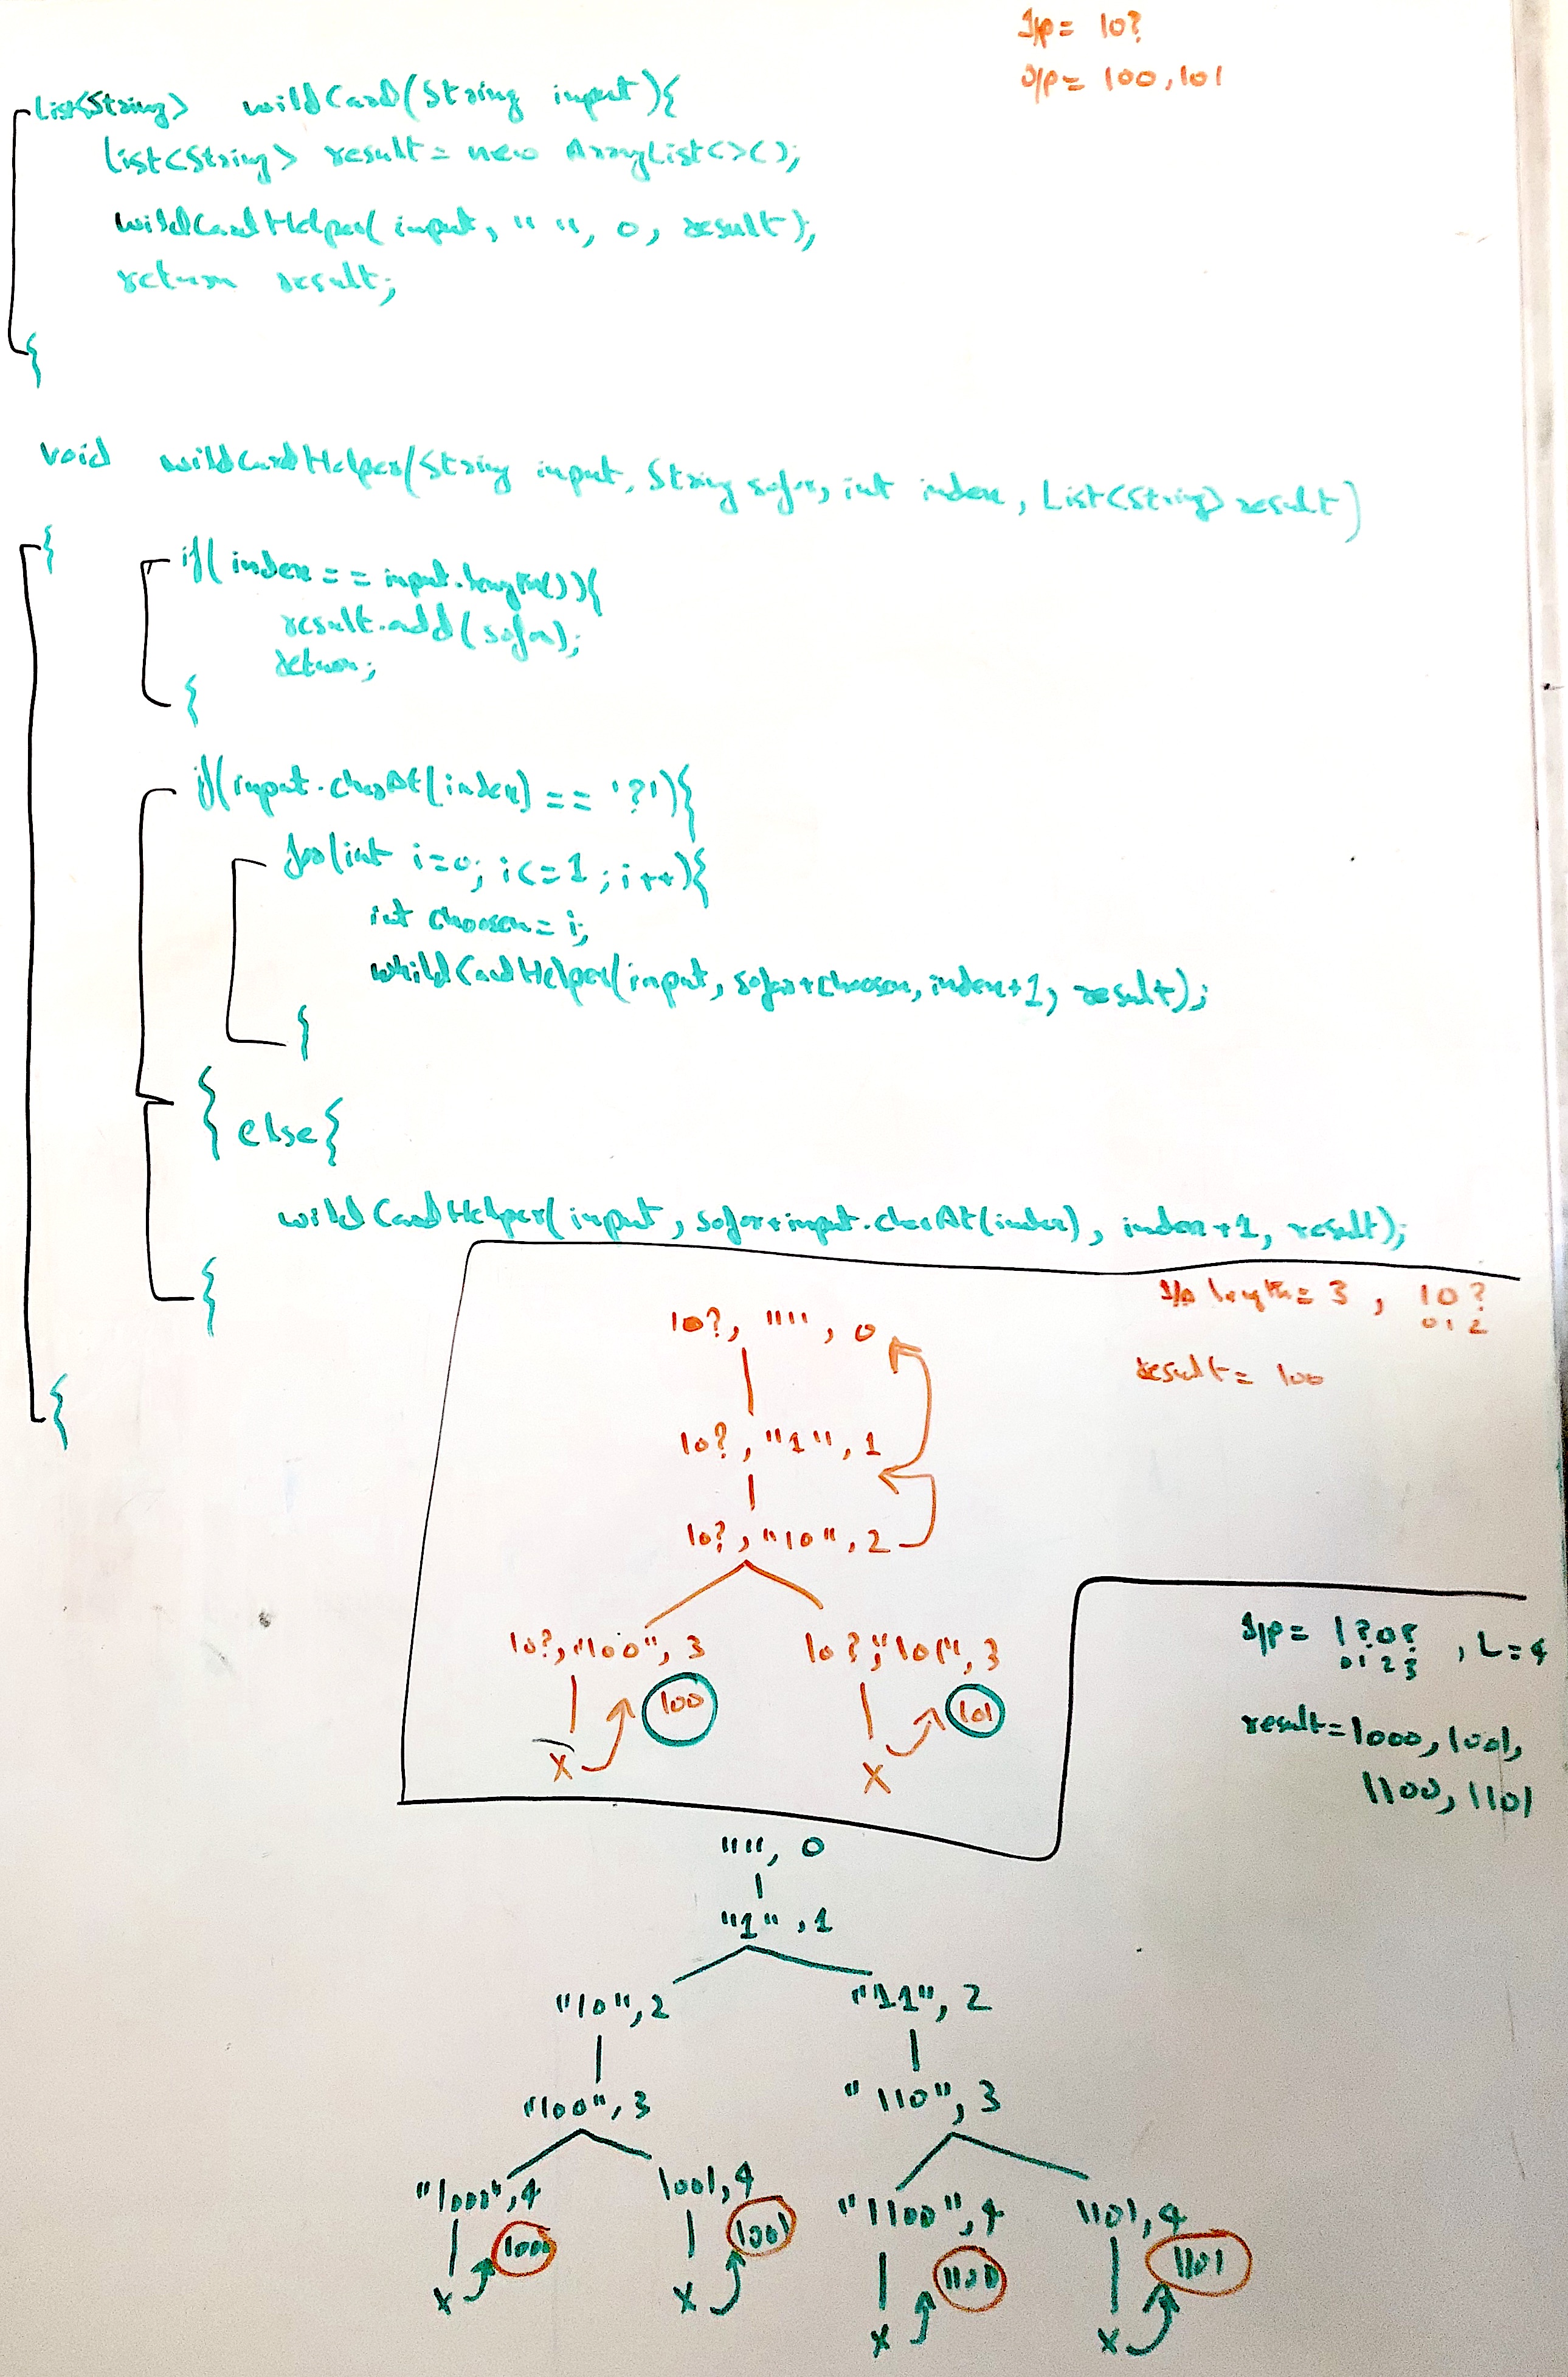 I/p= 10?
O/p= 100,101
List<String> wildCard(String input){
List<String> result= new ArrayList<>();
wildCardHelper( input, " ", 0, result);
return result;
}
void wildCardHelper(String input, String sofar, int index, List<String> result)
{
if( index == input.length()){
result.add(sofar);
return;
}
if(input.charAt(index) == '?'){
for(int i=0; i<=1; i++){
int choosen= i;
whildCardHelper(input, sofar+choosen, index+1, result);
}
} else{
wildCardHelper( input, sofar+input.charAt(index), index+1, result);
}
}
I/p length= 3, 10?
0 1 2
result= 100
10?, "", 0
10?, "1", 1
10?, "10", 2
10?,"100", 3
10?,"101", 3
100
101
X
X
I/p= 1?0?, L=4
0 1 2 3
result=1000, 1001,
1100, 1101
"", 0
"1", 1
"10", 2
"11", 2
"100", 3
"110", 3
"1000", 4
1001, 4
"1100", 4
1101, 4
1000
1001
1100
1101
X
X
X
X